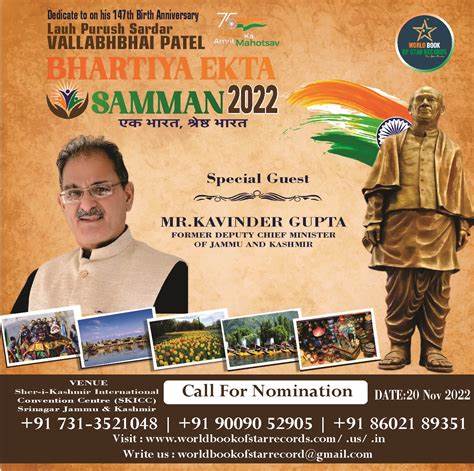 Dedicate to on his 147th Birth Anniversary
Lauh Purush Sardar
VALLABHBHAI PATEL
75
Azadi Ka
Amrit Mahotsav
WORLD BOOK
OF STAR RECORDS
BHARTIYA EKTA
SAMMAN 2022
एक भारत, श्रेष्ठ भारत
Special Guest
MR.KAVINDER GUPTA
FORMER DEPUTY CHIEF MINISTER
OF JAMMU AND KASHMIR
VENUE
Sher-i-Kashmir International
Convention Centre (SKICC)
Srinagar Jammu & Kashmir
Call For Nomination
DATE:20 Nov 2022
+91 731-3521048 | +91 90090 52905 | +91 86021 89351
Visit : www.worldbookofstarrecords.com/ .us/ .in
Write us : worldbookofstarrecord@gmail.com